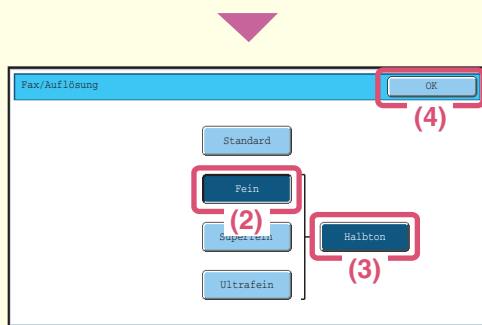 Fax/Auflösung
OK
(4)
Standard
Fein
(2)
Superfein
Halbton
(3)
Ultrafein